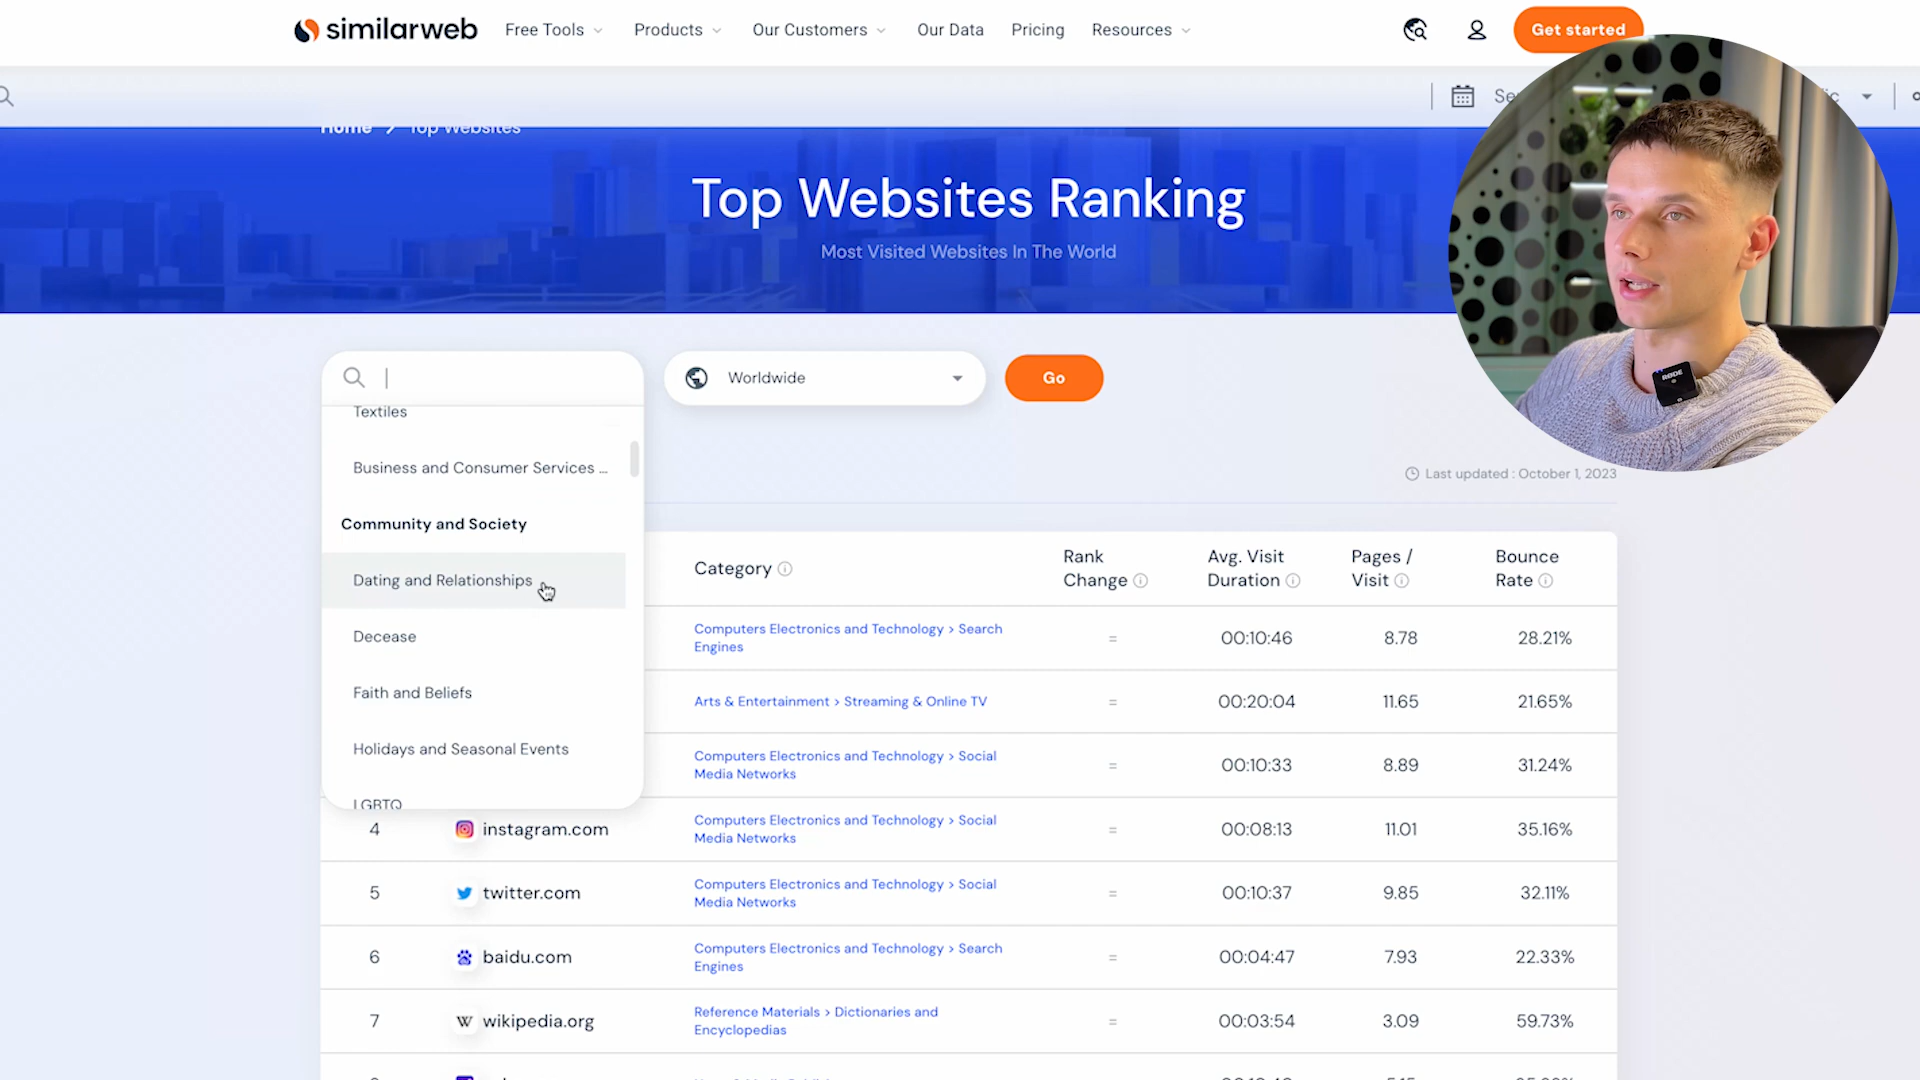 similarweb
Free Tools
Products
Our Customers
Our Data
Pricing
Resources
Get started
Home > Top Websites
Top Websites Ranking
Most Visited Websites In The World
Worldwide
Go
Textiles
Business and Consumer Services ...
Community and Society
Dating and Relationships
Decease
Faith and Beliefs
Holidays and Seasonal Events
LGBTQ
RØDE
Last updated : October 1, 2023
Category
Rank
Change
Avg. Visit
Duration
Pages /
Visit
Bounce
Rate
Computers Electronics and Technology > Search
Engines
= 00:10:46 8.78 28.21%
Arts & Entertainment > Streaming & Online TV
= 00:20:04 11.65 21.65%
Computers Electronics and Technology > Social
Media Networks
= 00:10:33 8.89 31.24%
4 instagram.com
Computers Electronics and Technology > Social
Media Networks
= 00:08:13 11.01 35.16%
5 twitter.com
Computers Electronics and Technology > Social
Media Networks
= 00:10:37 9.85 32.11%
6 baidu.com
Computers Electronics and Technology > Search
Engines
= 00:04:47 7.93 22.33%
7 W wikipedia.org
Reference Materials > Dictionaries and
Encyclopedias
= 00:03:54 3.09 59.73%